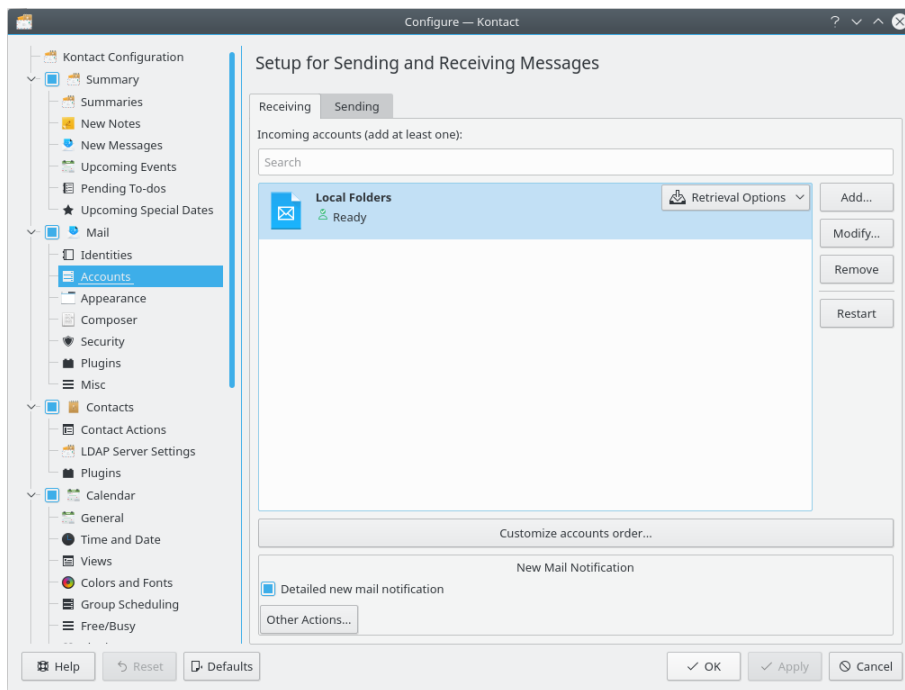 Configure — Kontact
Kontact Configuration
Summary
Summaries
New Notes
New Messages
Upcoming Events
Pending To-dos
Upcoming Special Dates
Mail
Identities
Accounts
Appearance
Composer
Security
Plugins
Misc
Contacts
Contact Actions
LDAP Server Settings
Plugins
Calendar
General
Time and Date
Views
Colors and Fonts
Group Scheduling
Free/Busy
Setup for Sending and Receiving Messages
Receiving
Sending
Incoming accounts (add at least one):
Search
Local Folders
Ready
Retrieval Options
Add...
Modify...
Remove
Restart
Customize accounts order...
New Mail Notification
Detailed new mail notification
Other Actions...
Help
Reset
Defaults
OK
Apply
Cancel